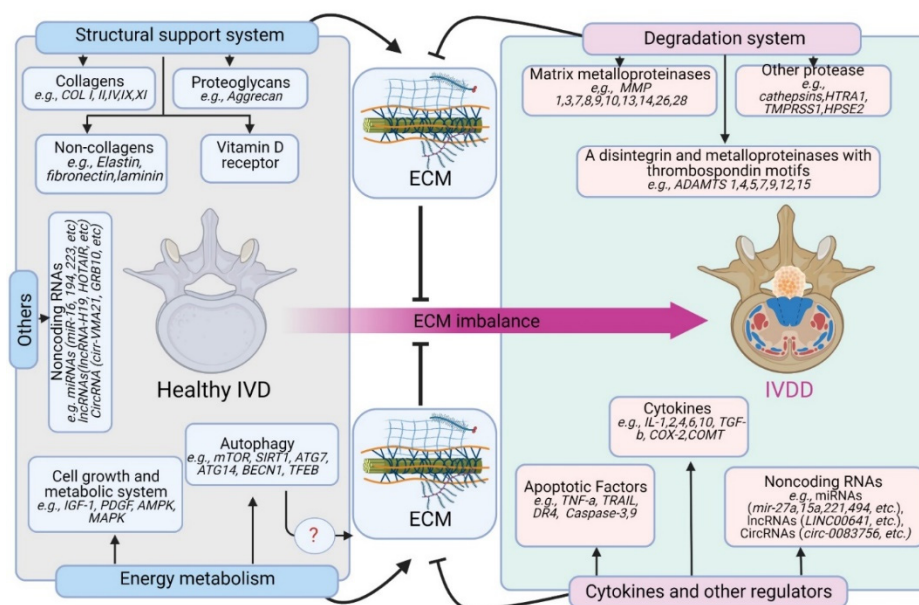 Structural support system
Collagens
e.g., COL i, II,IV,IX,XI
Proteoglycans
e.g., Aggrecan
Non-collagens
e.g., Elastin,
fibronectin,laminin
Vitamin D
receptor
Others
Noncoding RNAs
e.g. miRNAs (miR-16, 194, 223, etc)
lncRNAs(lncRNA-H19, HOTAIR, etc)
CircRNA (cirr-VMA21, GRB10, etc)
Healthy IVD
Cell growth and
metabolic system
e.g., IGF-1, PDGF, AMPK,
MAPK
Autophagy
e.g., mTOR, SIRT1, ATG7,
ATG14, BECN1, TFEB
?
Energy metabolism
ECM
ECM imbalance
ECM
Degradation system
Matrix metalloproteinases
e.g., MMP
1,3,7,8,9,10,13,14,26,28
Other protease
e.g.,
cathepsins,HTRA1,
TMPRSS1,HPSE2
A disintegrin and metalloproteinases with
thrombospondin motifs
e.g., ADAMTS 1,4,5,7,9,12,15
IVDD
Cytokines
e.g., IL-1,2,4,6,10, TGF-
b, COX-2,COMT
Apoptotic Factors
e.g., TNF-a, TRAIL,
DR4, Caspase-3,9
Noncoding RNAs
e.g., miRNAs
(mir-27a,15a,221,494, etc.),
lncRNAs (LINC00641, etc.)
CircRNAs (circ-0083756, etc.)
Cytokines and other regulators